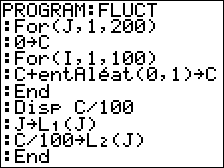 PROGRAM:FLUCT
:For(J,1,200)
:0→C
:For(I,1,100)
:C+entAléat(0,1)→C
:End
:Disp C/100
:J→L₁(J)
:C/100→L₂(J)
:End